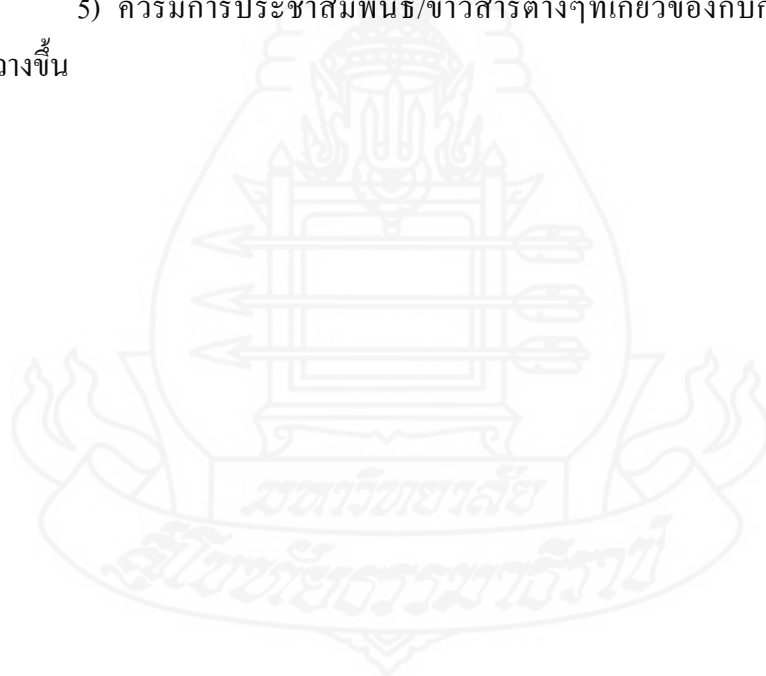 5) ควรมีการประชาสัมพันธ์/ข่าวสารต่างๆที่เกี่ยวข้องกับ
วางขึ้น
มหาวิทยาลัย
สุโขทัยธรรมาธิราช